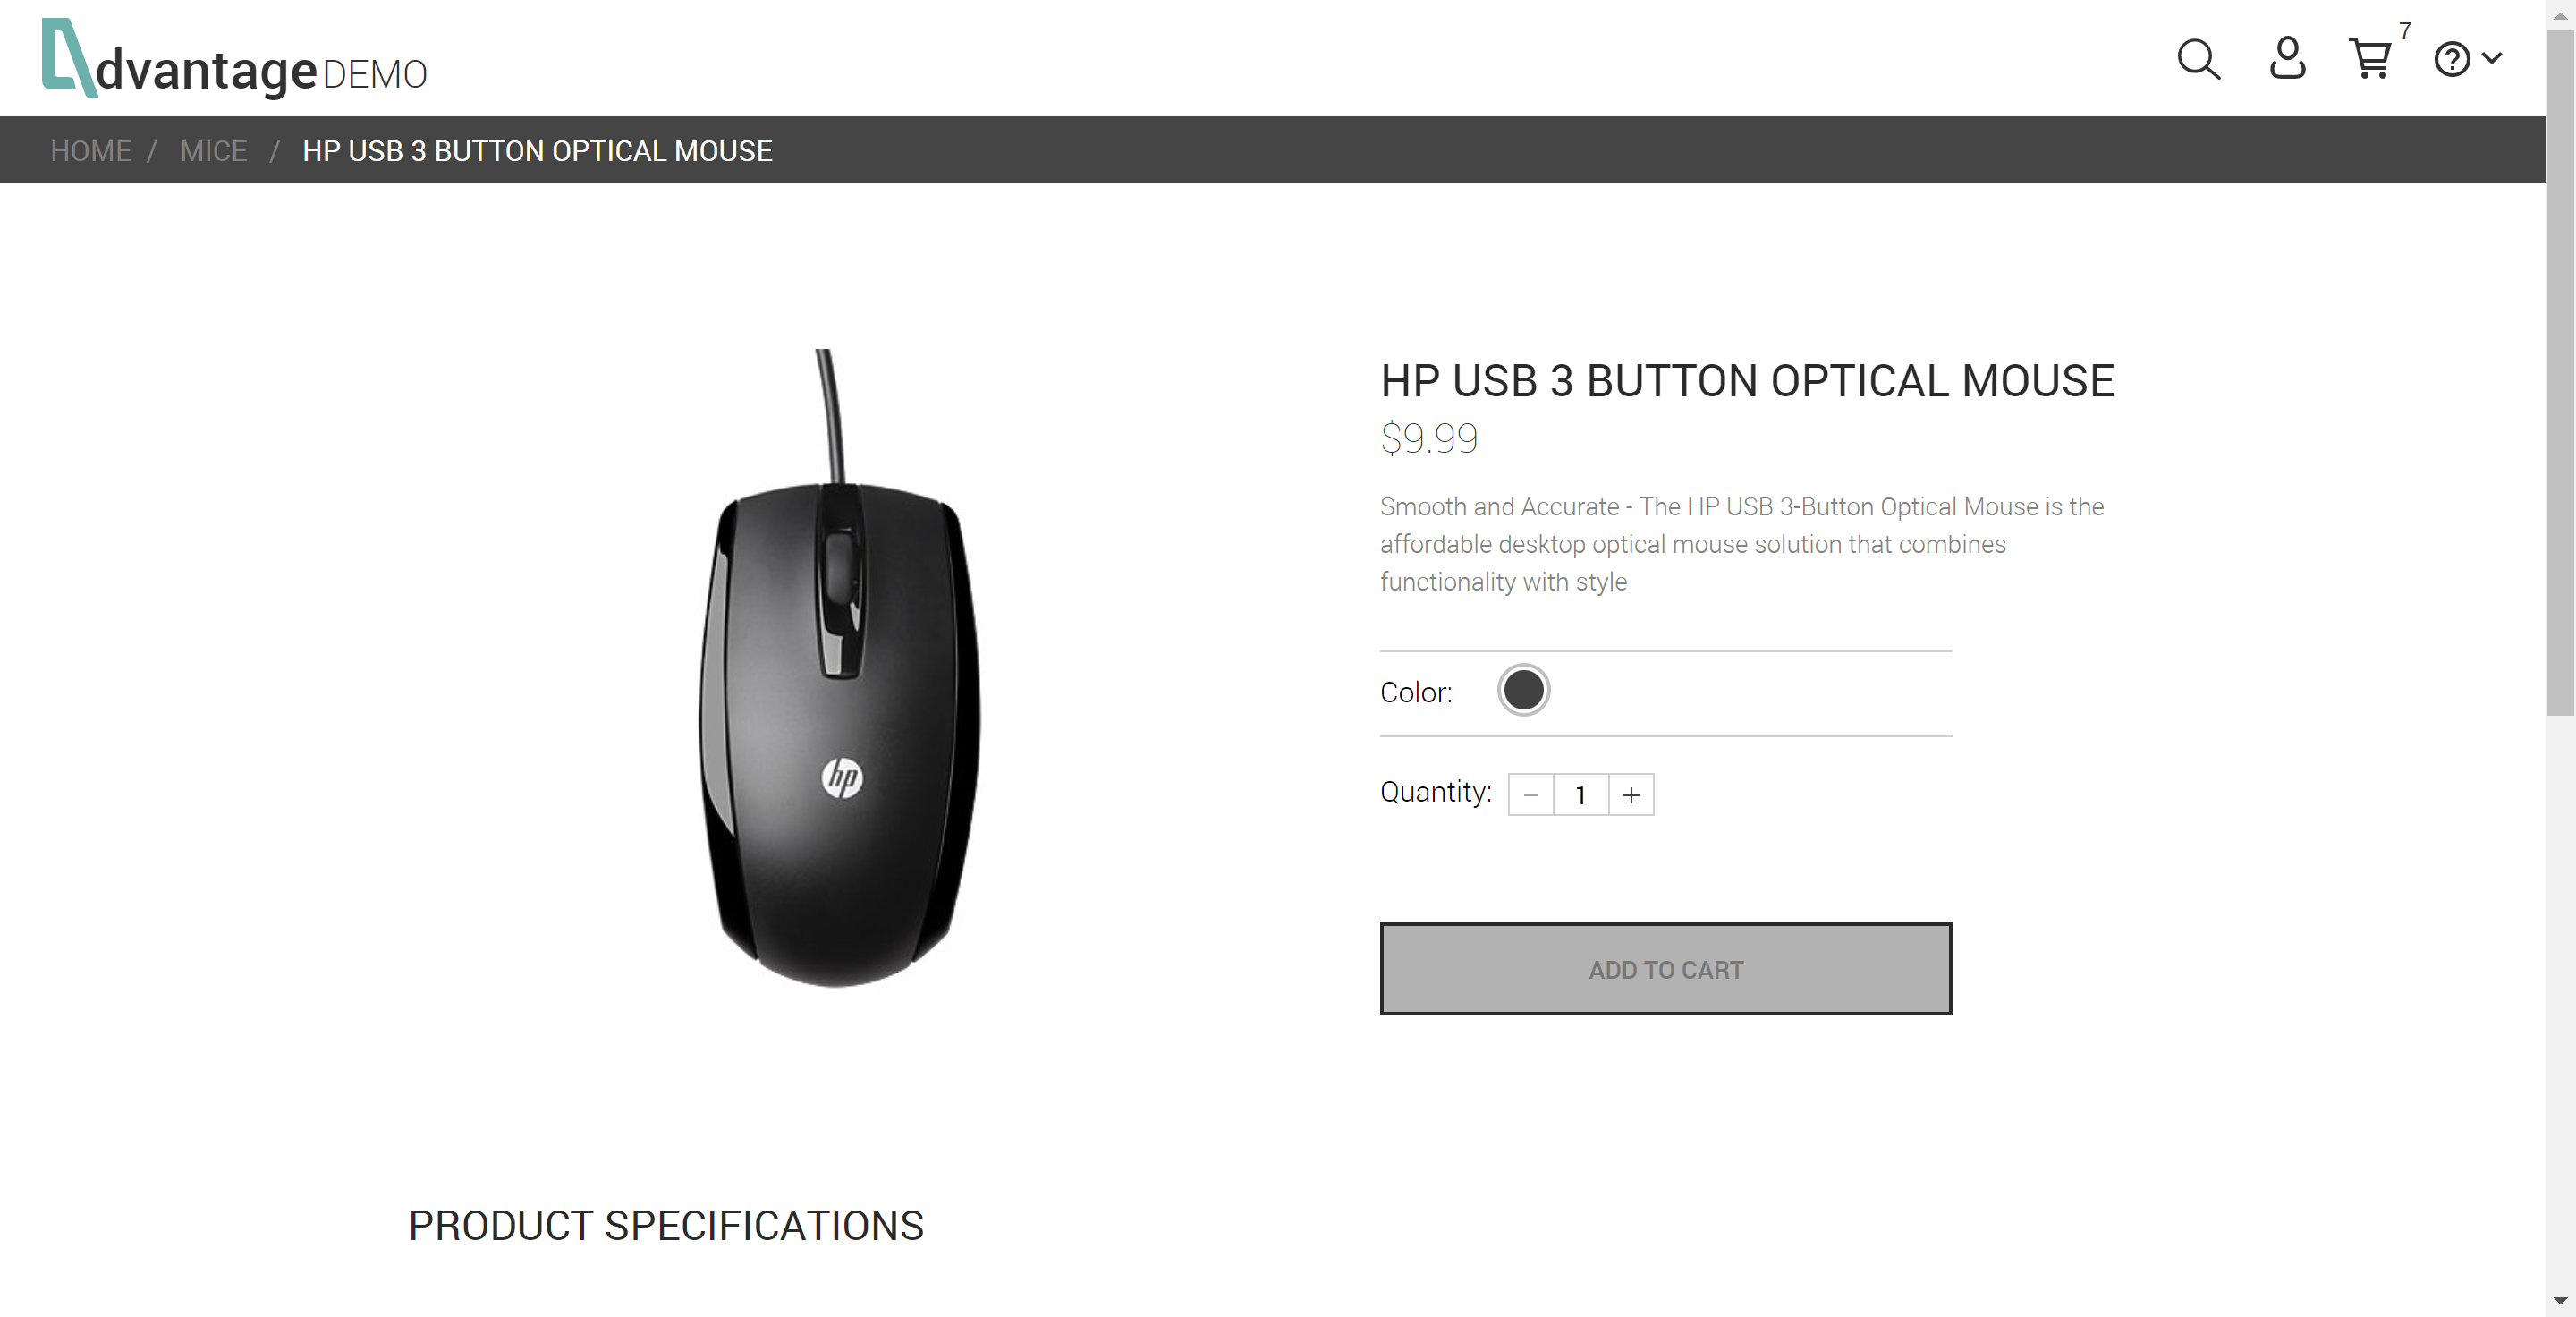 dvantage DEMO
7
HOME / MICE / HP USB 3 BUTTON OPTICAL MOUSE
HP USB 3 BUTTON OPTICAL MOUSE
$9.99
Smooth and Accurate - The HP USB 3-Button Optical Mouse is the
affordable desktop optical mouse solution that combines
functionality with style
Color:
Quantity: − 1 +
hp
ADD TO CART
PRODUCT SPECIFICATIONS